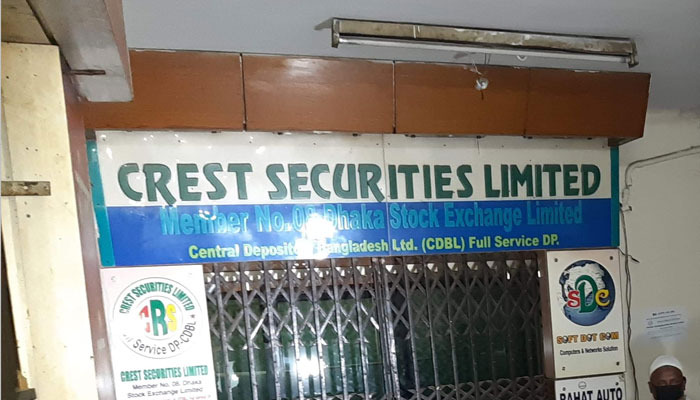 CREST SECURITIES LIMITED
Member No. 08, Dhaka Stock Exchange Limited
Central Depository Bangladesh Ltd. (CDBL) Full Service DP.
CREST SECURITIES LIMITED
CRS
Full Service DP-CDBL
CREST SECURITIES LIMITED
Member No. 08, Dhaka
Stock Exchange Limited
SDC
SOFT DOT COM
Computers & Networks Solution
RAHAT AUTO